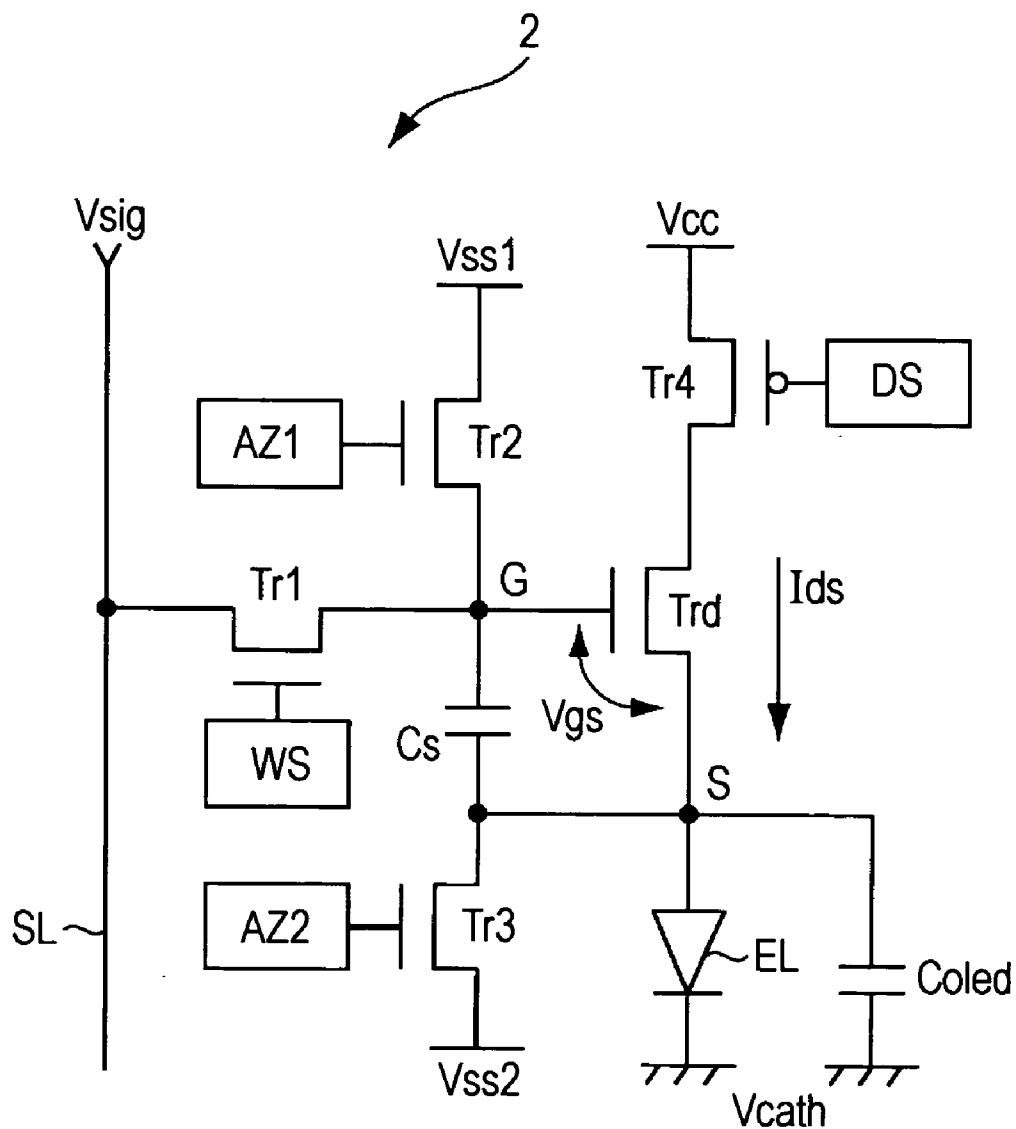 2
Vsig
Vss1
Vcc
AZ1
Tr2
Tr4
DS
Tr1
G
Trd
Ids
Vgs
WS
Cs
S
SL
AZ2
Tr3
EL
Coled
Vss2
Vcath